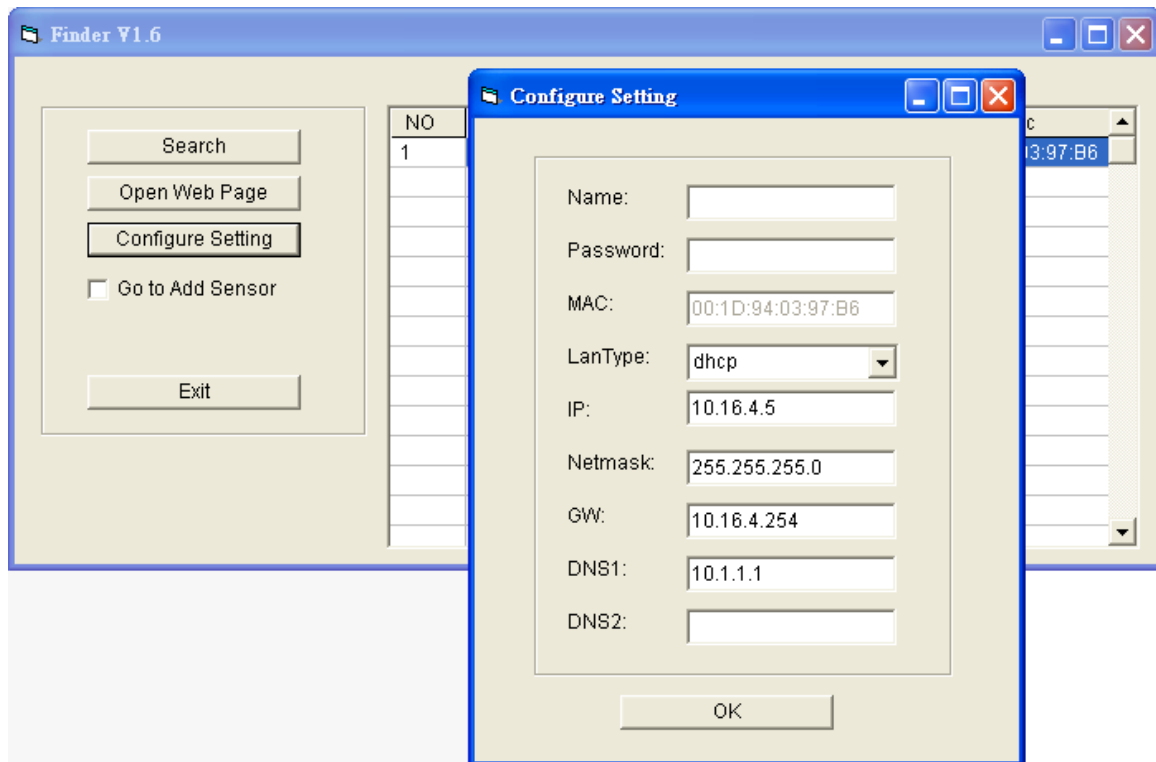 Finder V1.6
Configure Setting
Search
Open Web Page
Configure Setting
Go to Add Sensor
Exit
NO
c
1
03:97:B6
Name:
Password:
MAC: 00:1D:94:03:97:B6
LanType: dhcp
IP: 10.16.4.5
Netmask: 255.255.255.0
GW: 10.16.4.254
DNS1: 10.1.1.1
DNS2:
OK